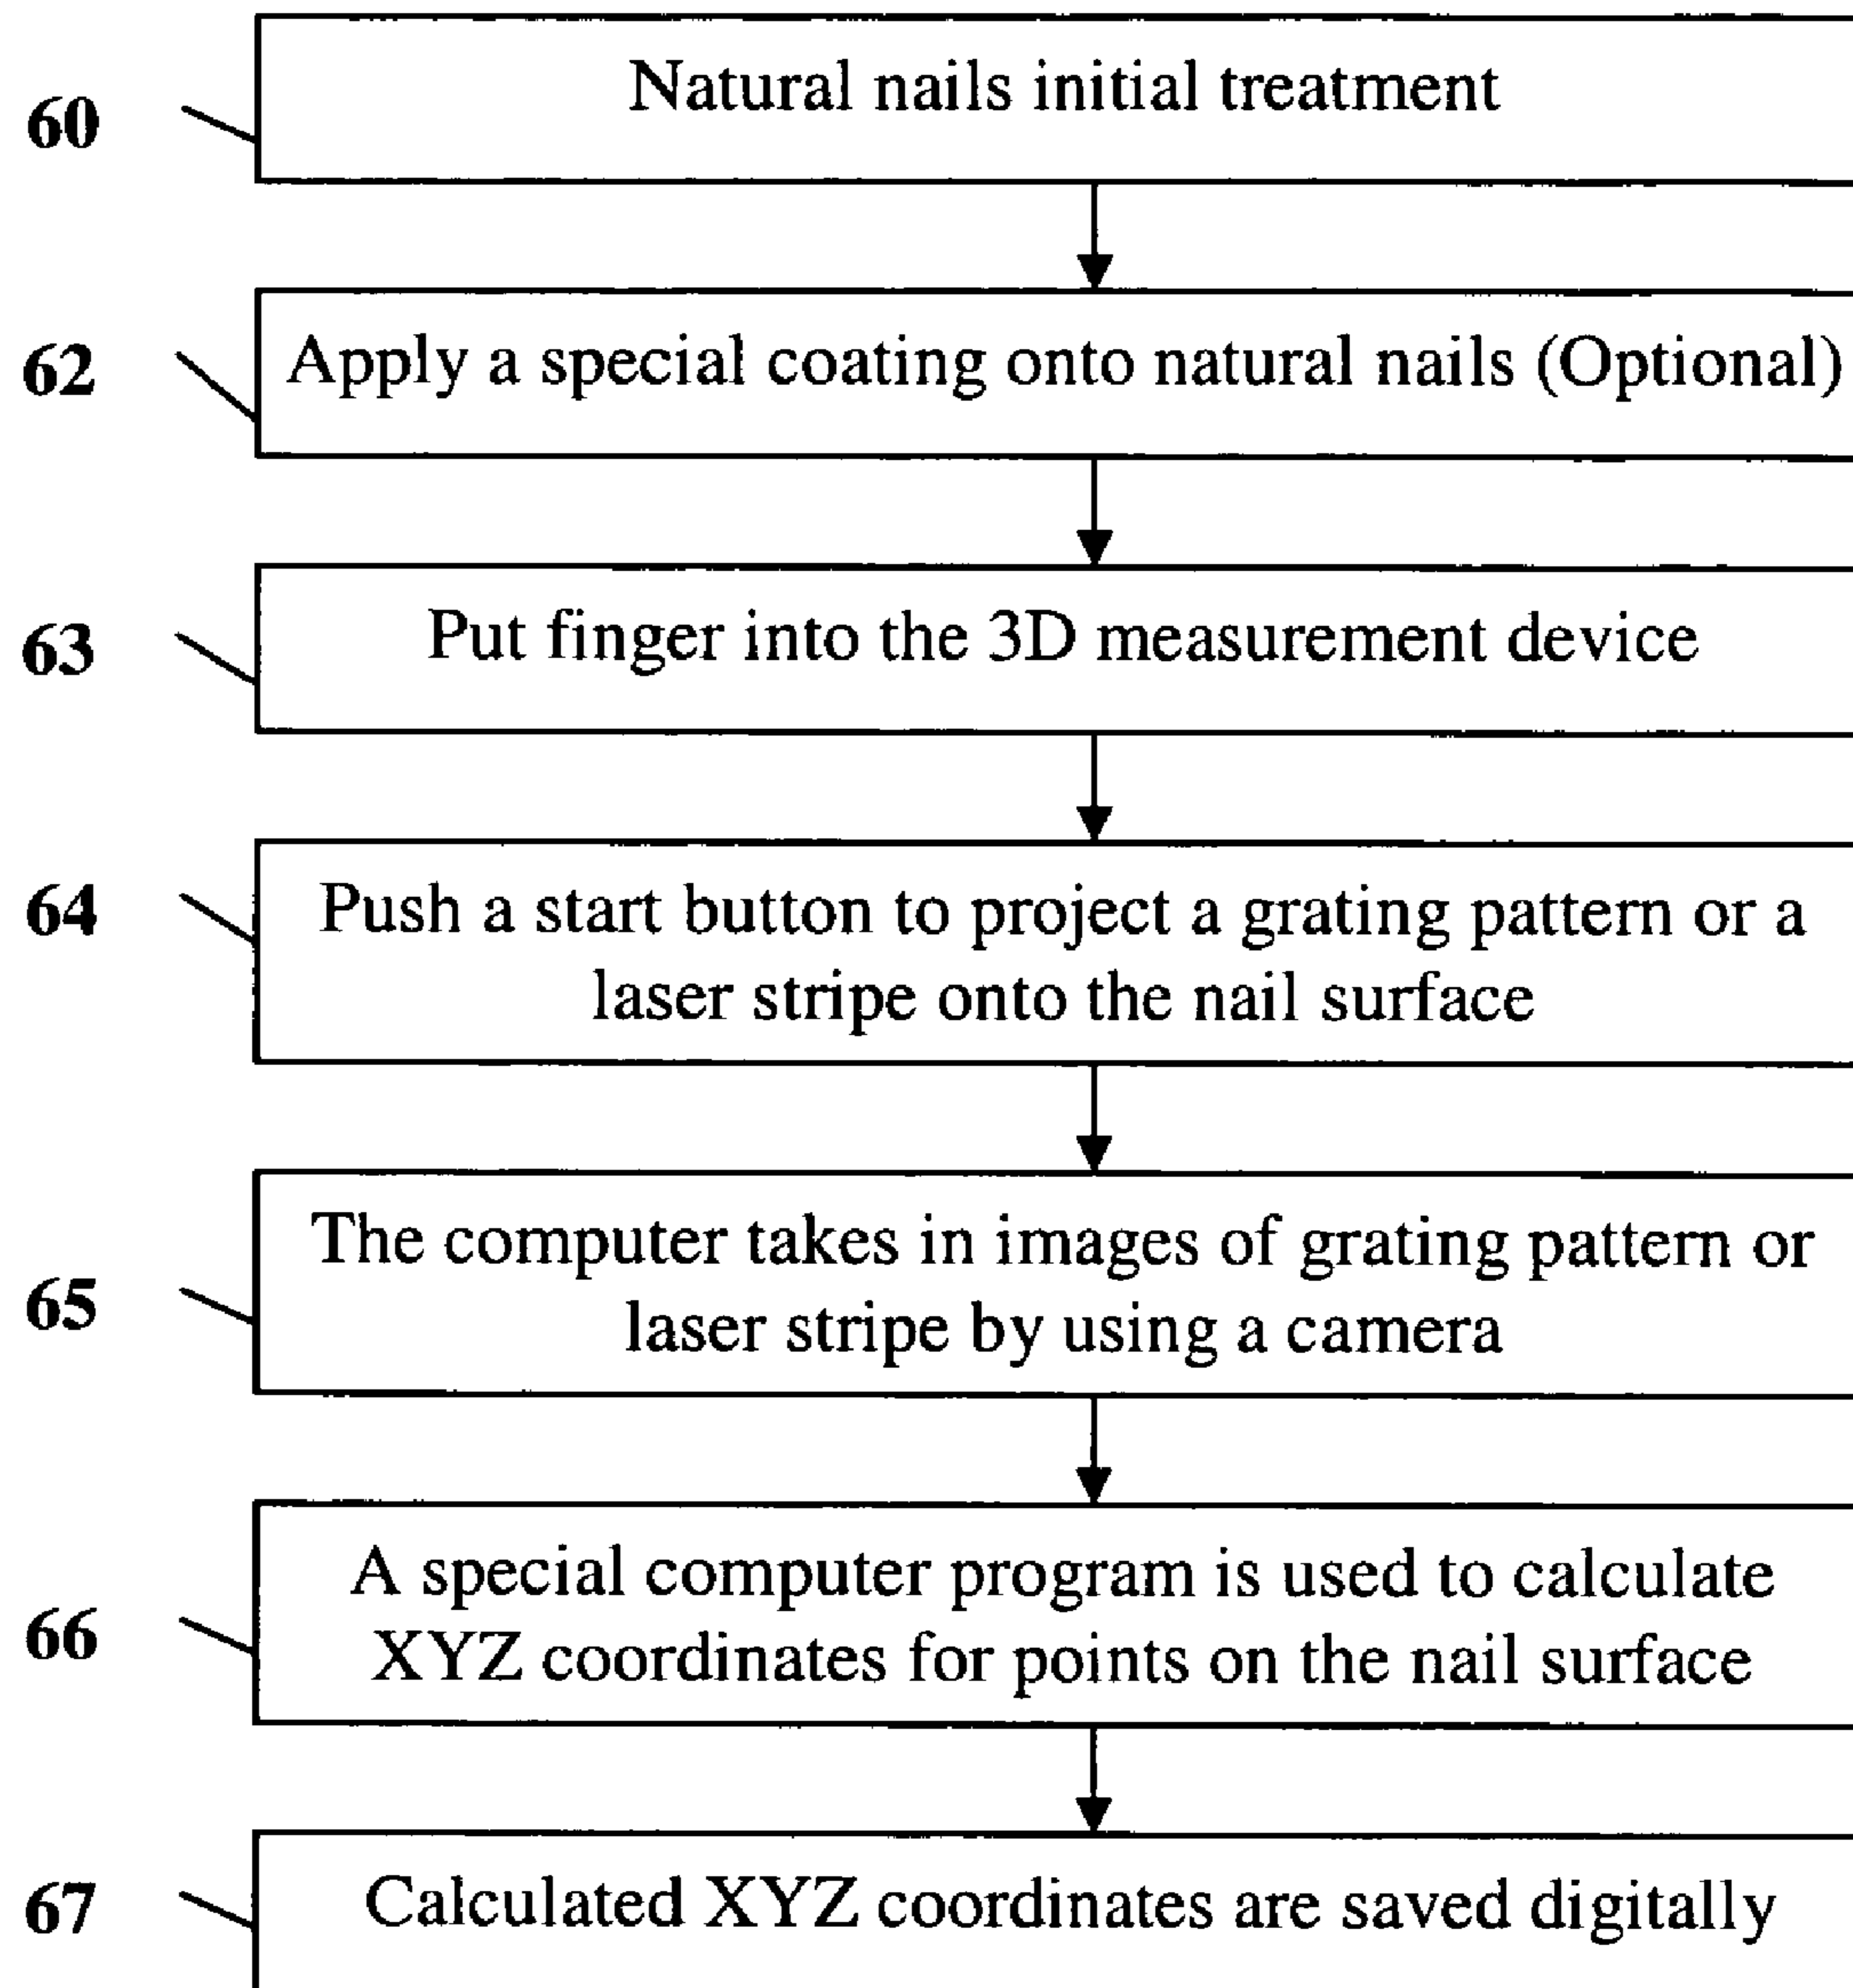 60
Natural nails initial treatment
62
Apply a special coating onto natural nails (Optional)
63
Put finger into the 3D measurement device
64
Push a start button to project a grating pattern or a
laser stripe onto the nail surface
65
The computer takes in images of grating pattern or
laser stripe by using a camera
66
A special computer program is used to calculate
XYZ coordinates for points on the nail surface
67
Calculated XYZ coordinates are saved digitally